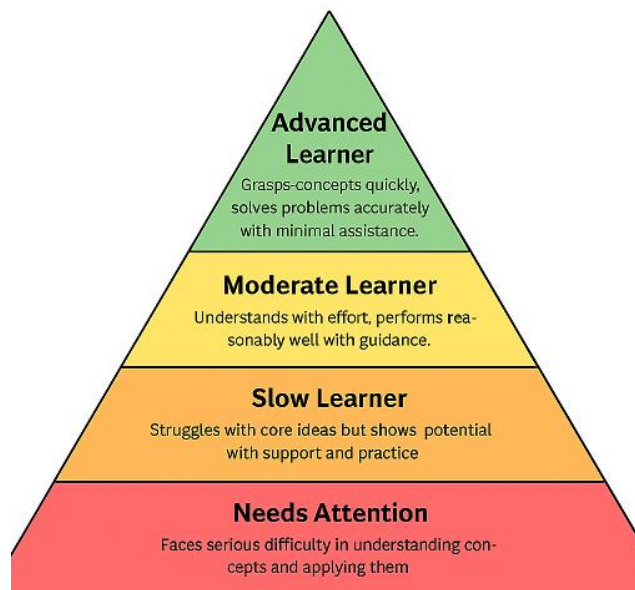 Advanced
Learner
Grasps-concepts quickly,
solves problems accurately
with minimal assistance.
Moderate Learner
Understands with effort, performs rea-
sonably well with guidance.
Slow Learner
Struggles with core ideas but shows potential
with support and practice
Needs Attention
Faces serious difficulty in understanding con-
cepts and applying them